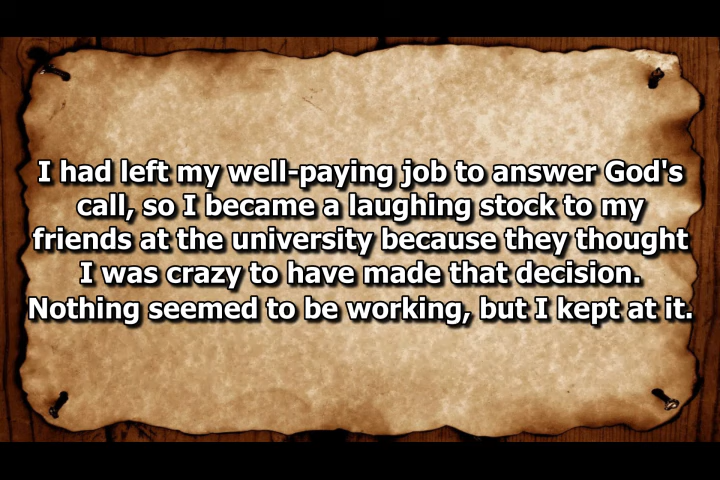 I had left my well-paying job to answer God's
call, so I became a laughing stock to my
friends at the university because they thought
I was crazy to have made that decision.
Nothing seemed to be working, but I kept at it.